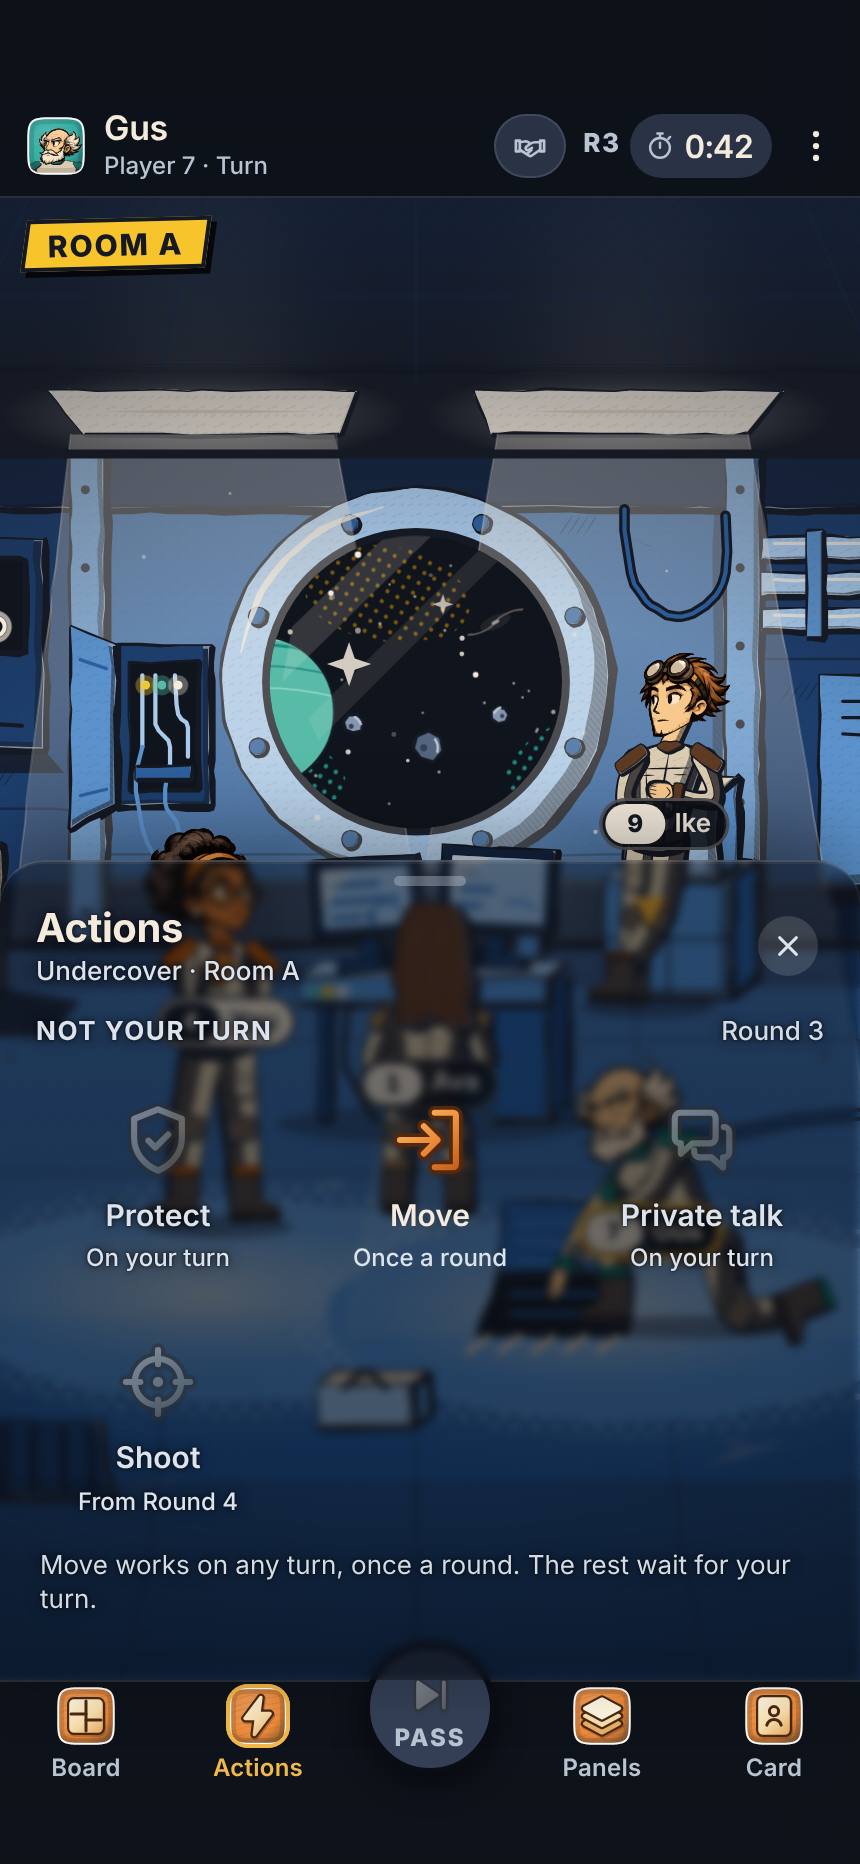 Gus
Player 7 · Turn
R3
0:42
ROOM A
9 Ike
Actions
Undercover · Room A
NOT YOUR TURN
Round 3
Protect
On your turn
Move
Once a round
Private talk
On your turn
Shoot
From Round 4
Move works on any turn, once a round. The rest wait for your
turn.
PASS
Board
Actions
Panels
Card